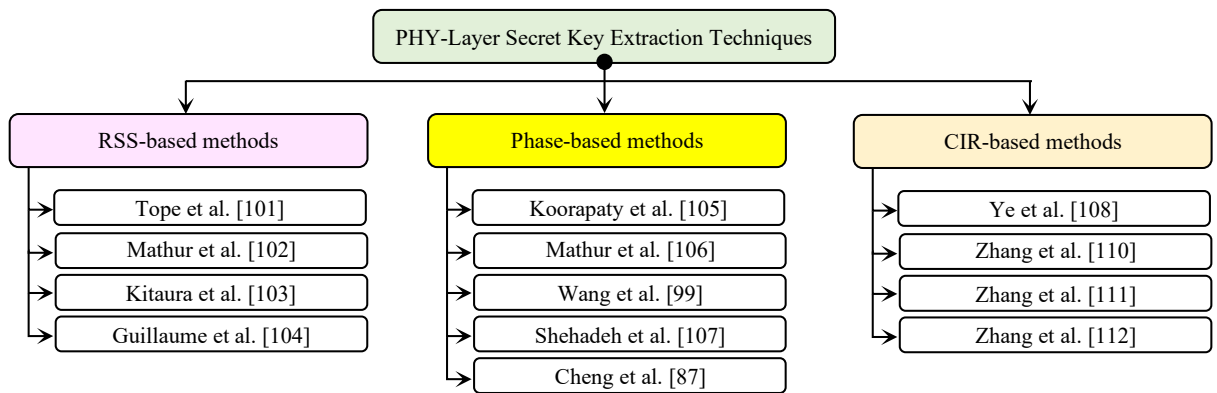 PHY-Layer Secret Key Extraction Techniques
RSS-based methods
Tope et al. [101]
Mathur et al. [102]
Kitaura et al. [103]
Guillaume et al. [104]
Phase-based methods
Koorapaty et al. [105]
Mathur et al. [106]
Wang et al. [99]
Shehadeh et al. [107]
Cheng et al. [87]
CIR-based methods
Ye et al. [108]
Zhang et al. [110]
Zhang et al. [111]
Zhang et al. [112]